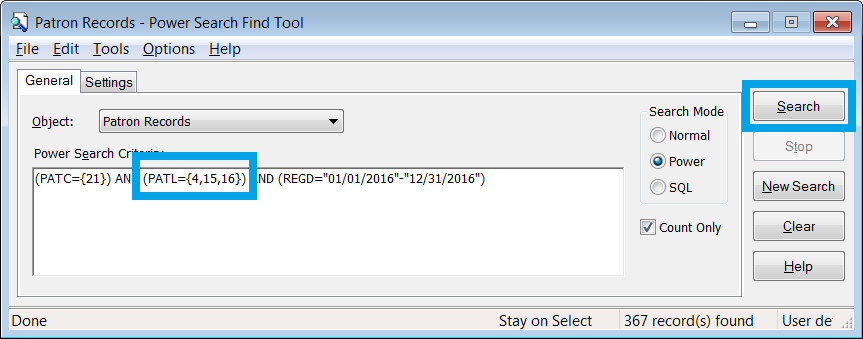 Patron Records - Power Search Find Tool
File Edit Tools Options Help
General Settings
Object: Patron Records
Power Search Criteria:
(PATC={21}) AN (PATL={4,15,16}) AND (REGD="01/01/2016"-"12/31/2016")
Search Mode
Normal
Power
SQL
Count Only
Search
Stop
New Search
Clear
Help
Done Stay on Select 367 record(s) found User de